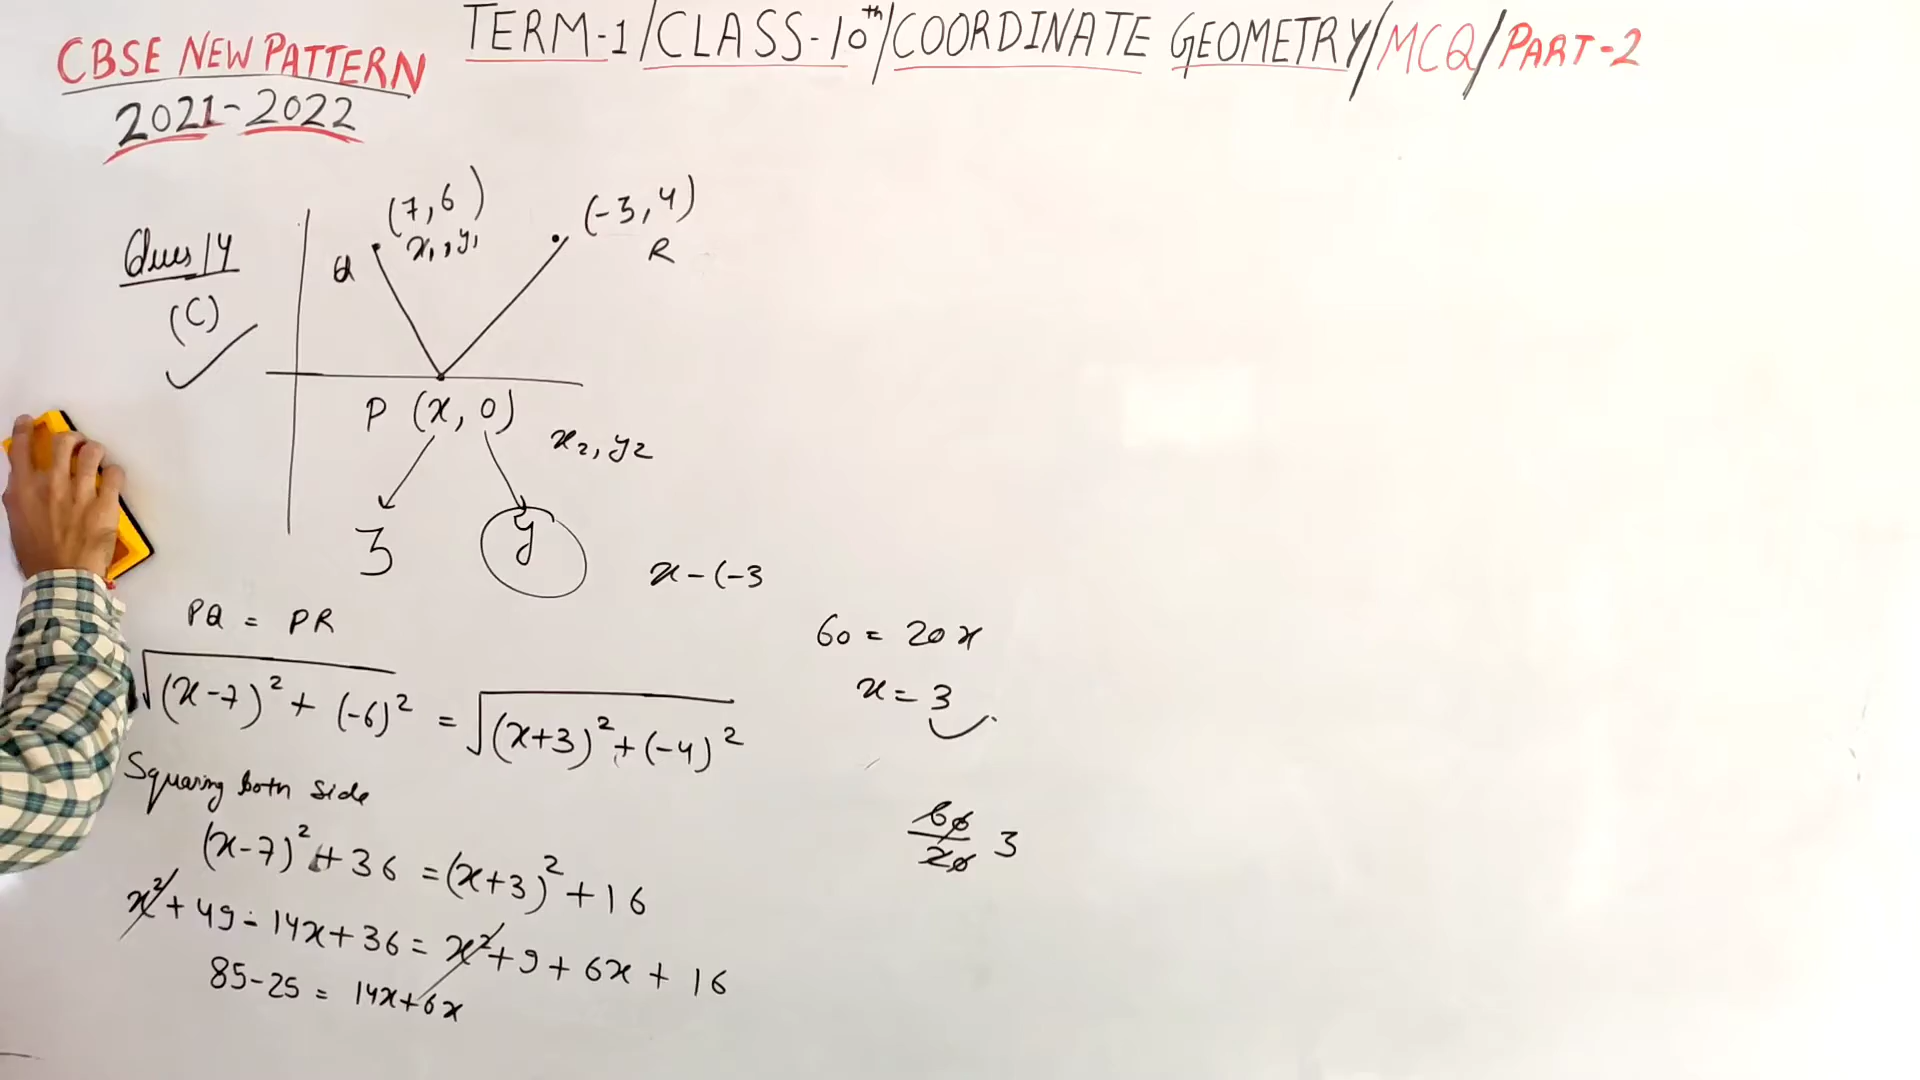 CBSE NEW PATTERN
2021-2022
TERM-1/CLASS-10th/COORDINATE GEOMETRY/MCQ/PART-2
Ques 14
(C)
(7,6)
x₁,y₁
Q
(-3,4)
R
P (x,0)
x₂,y₂
3
y
x-(-3
PQ = PR
√(x-7)²+(-6)² = √(x+3)²+(-4)²
Squaring both side
(x-7)²+36 = (x+3)²+16
x²+49-14x+36 = x²+9+6x+16
85-25 = 14x+6x
60 = 20x
x = 3
60/20 3